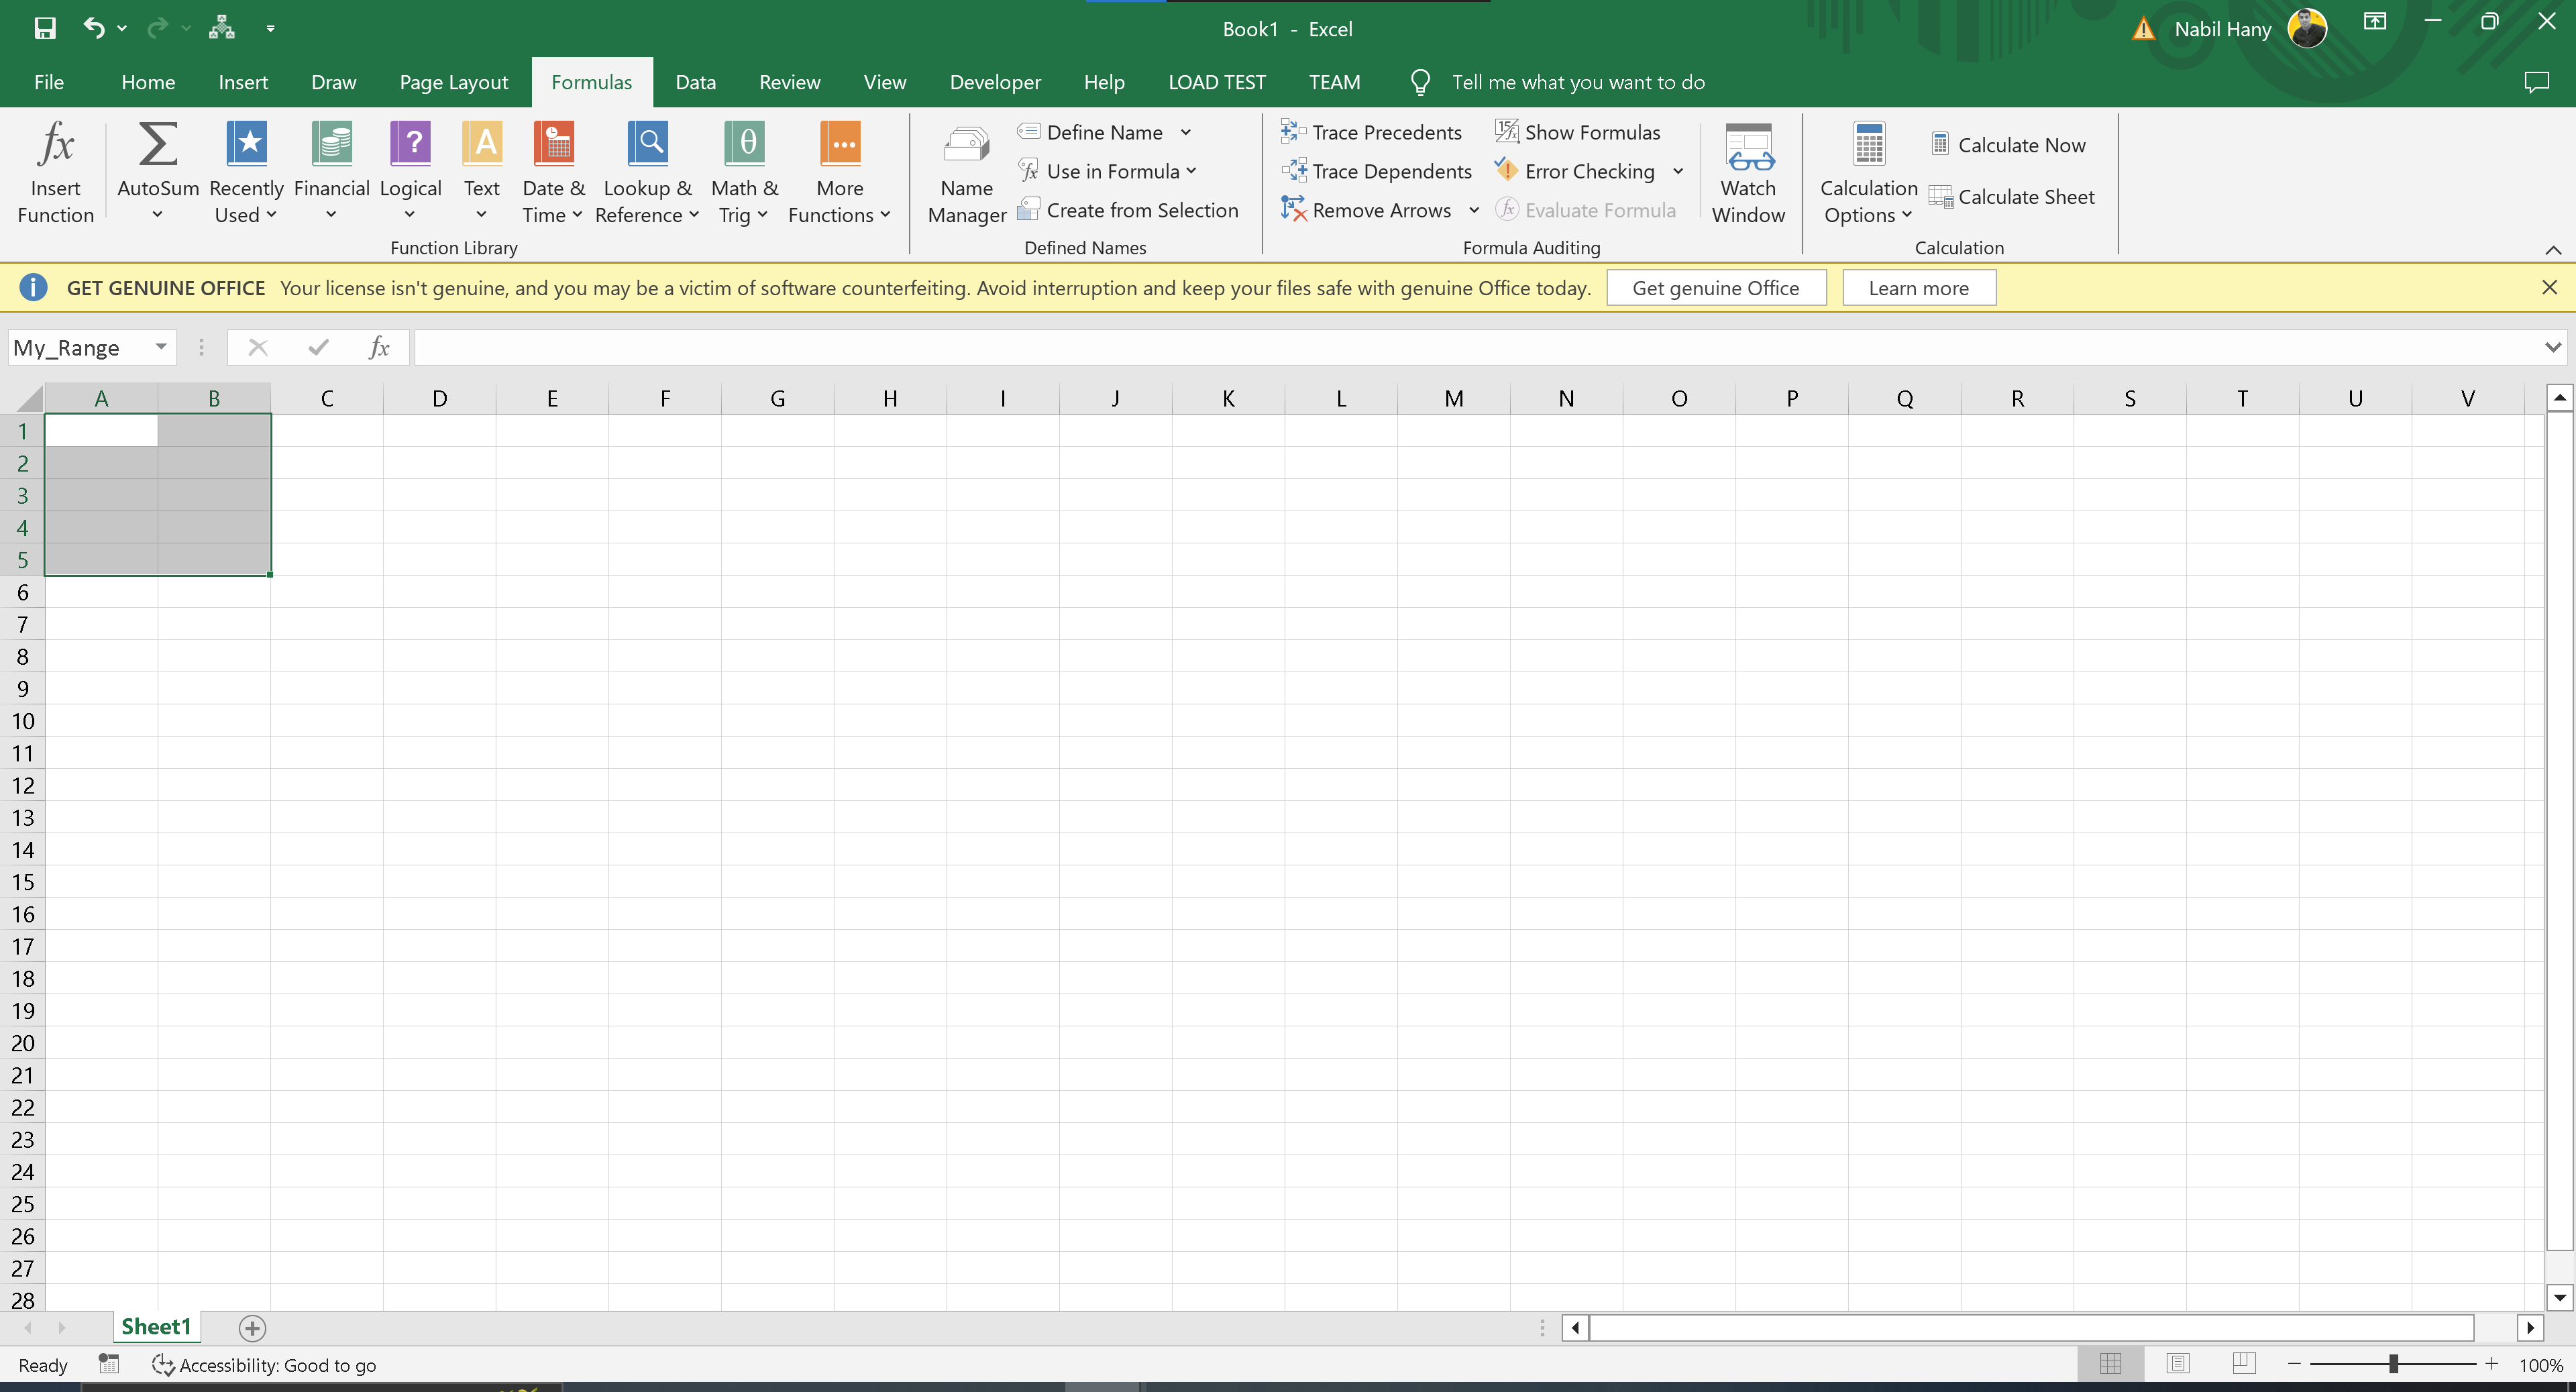 Book1 - Excel
Nabil Hany
File Home Insert Draw Page Layout Formulas Data Review View Developer Help LOAD TEST TEAM Tell me what you want to do
Insert Function
AutoSum
Recently Used
Financial
Logical
Text
Date & Time
Lookup & Reference
Math & Trig
More Functions
Function Library
Name Manager
Define Name
Use in Formula
Create from Selection
Defined Names
Trace Precedents
Trace Dependents
Remove Arrows
Show Formulas
Error Checking
Evaluate Formula
Watch Window
Formula Auditing
Calculation Options
Calculate Now
Calculate Sheet
Calculation
GET GENUINE OFFICE Your license isn't genuine, and you may be a victim of software counterfeiting. Avoid interruption and keep your files safe with genuine Office today. Get genuine Office Learn more
My_Range fx
A B C D E F G H I J K L M N O P Q R S T U V
1
2
3
4
5
6
7
8
9
10
11
12
13
14
15
16
17
18
19
20
21
22
23
24
25
26
27
28
Sheet1
Ready Accessibility: Good to go 100%